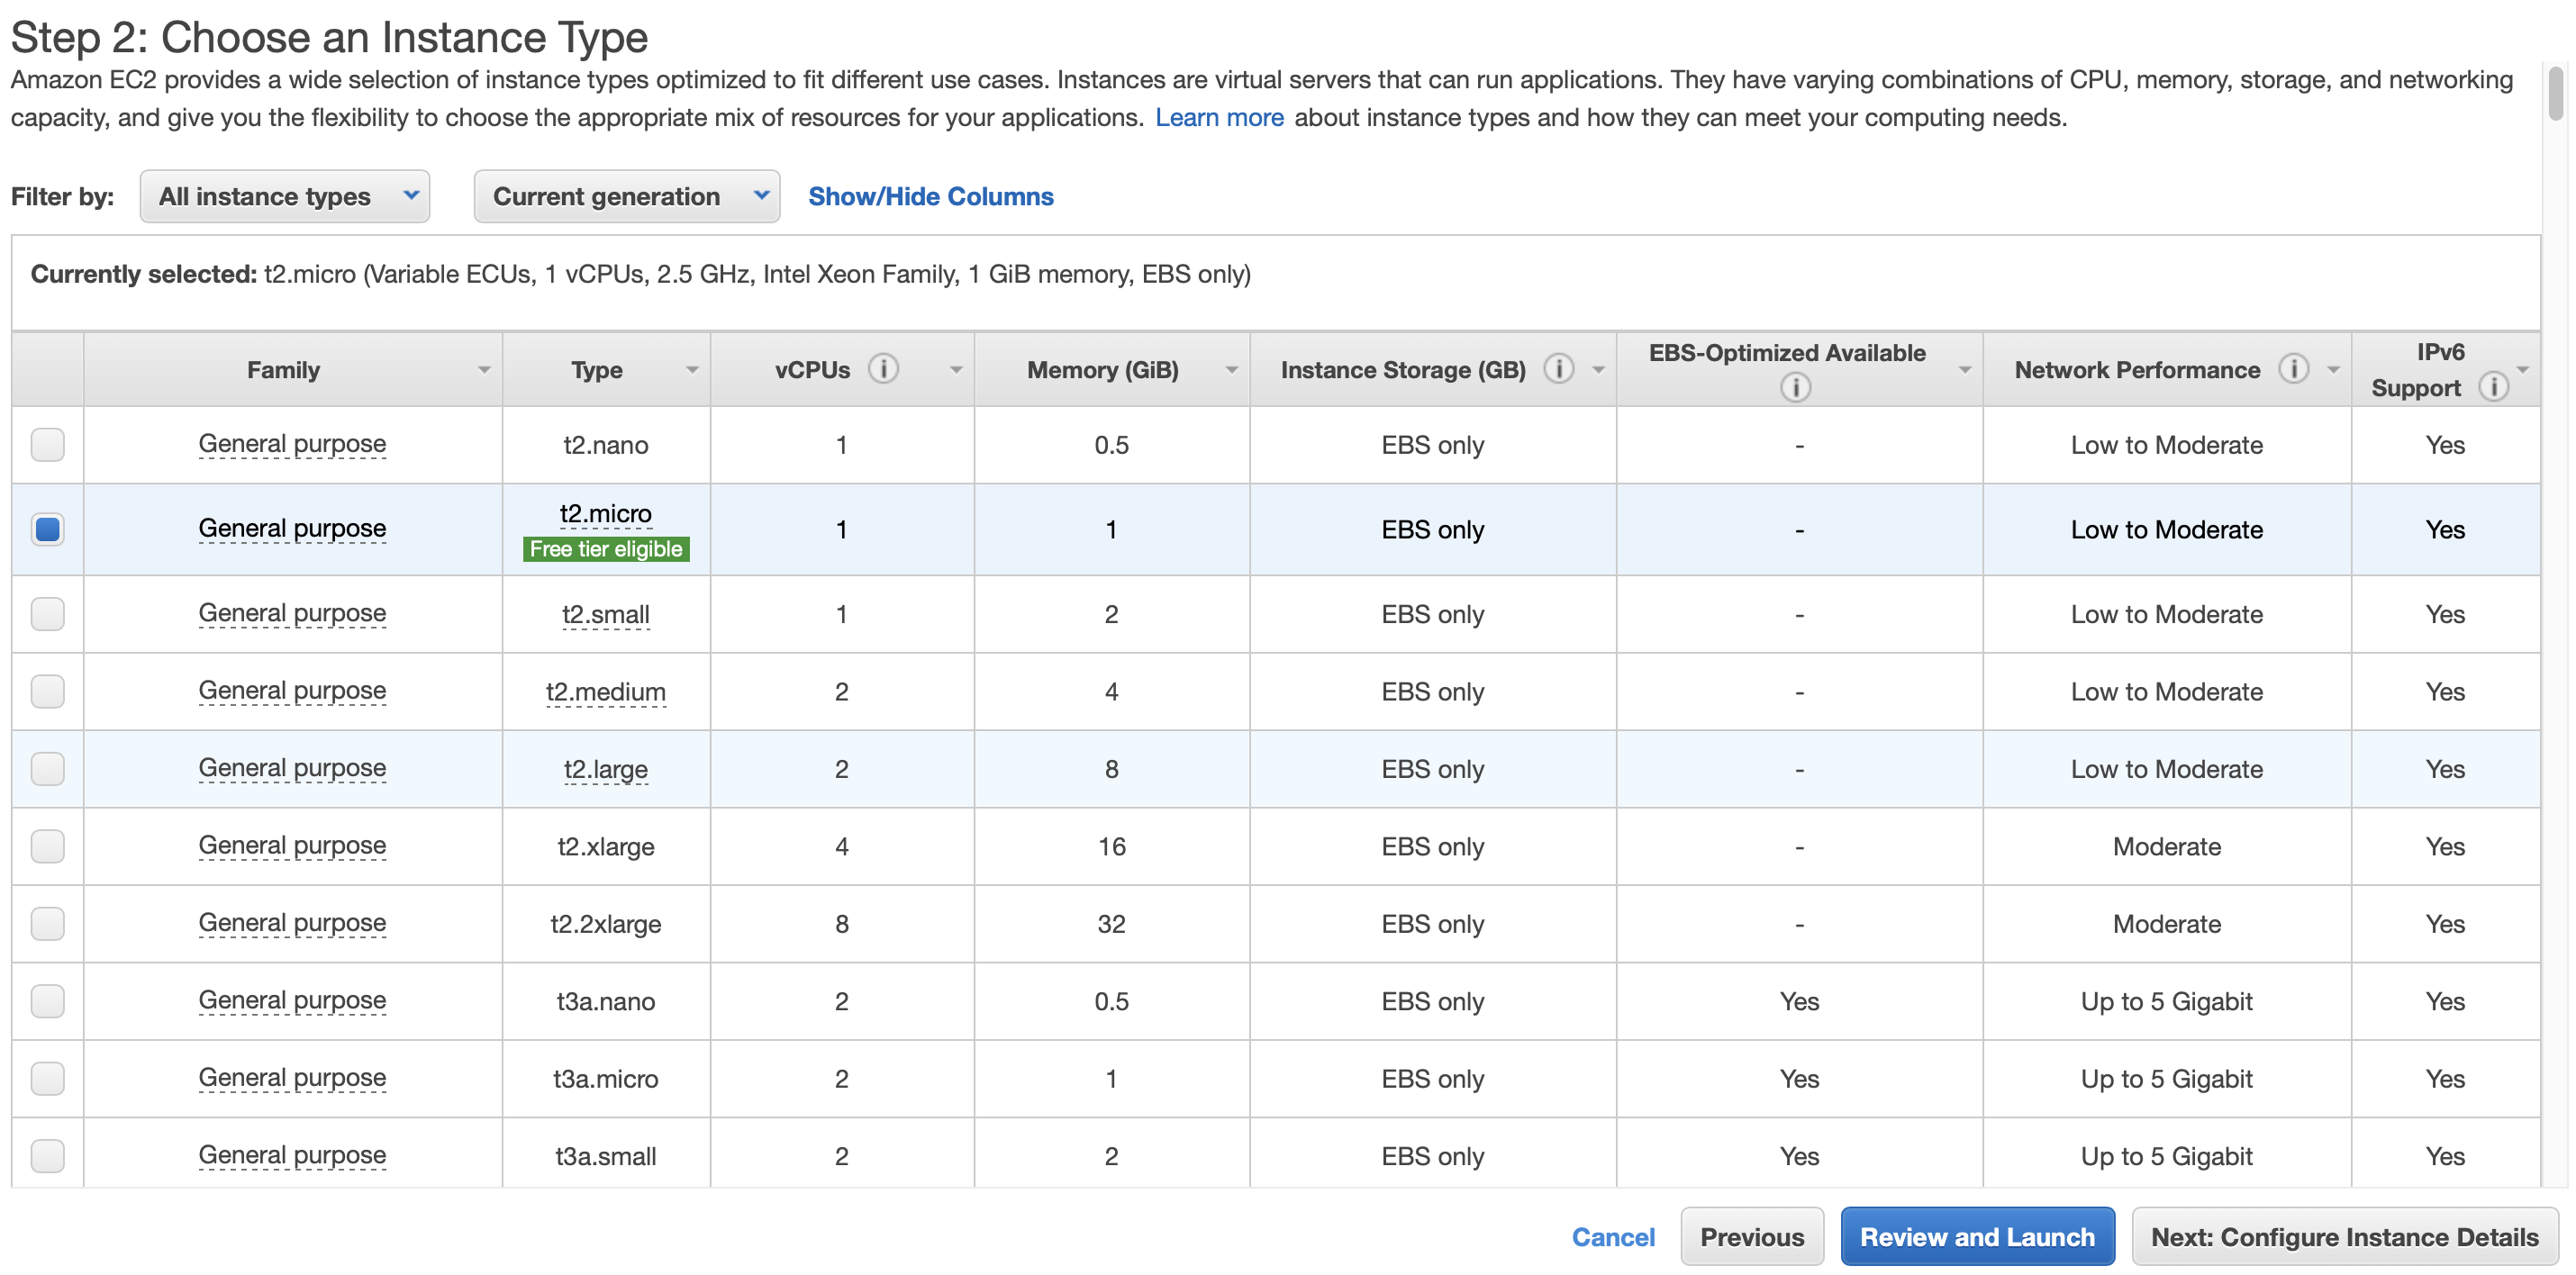 Step 2: Choose an Instance Type
Amazon EC2 provides a wide selection of instance types optimized to fit different use cases. Instances are virtual servers that can run applications. They have varying combinations of CPU, memory, storage, and networking
capacity, and give you the flexibility to choose the appropriate mix of resources for your applications. Learn more about instance types and how they can meet your computing needs.
Filter by: All instance types Current generation Show/Hide Columns
Currently selected: t2.micro (Variable ECUs, 1 vCPUs, 2.5 GHz, Intel Xeon Family, 1 GiB memory, EBS only)
Family Type vCPUs Memory (GiB) Instance Storage (GB) EBS-Optimized Available Network Performance IPv6 Support
General purpose t2.nano 1 0.5 EBS only - Low to Moderate Yes
General purpose t2.micro 1 1 EBS only - Low to Moderate Yes
Free tier eligible
General purpose t2.small 1 2 EBS only - Low to Moderate Yes
General purpose t2.medium 2 4 EBS only - Low to Moderate Yes
General purpose t2.large 2 8 EBS only - Low to Moderate Yes
General purpose t2.xlarge 4 16 EBS only - Moderate Yes
General purpose t2.2xlarge 8 32 EBS only - Moderate Yes
General purpose t3a.nano 2 0.5 EBS only Yes Up to 5 Gigabit Yes
General purpose t3a.micro 2 1 EBS only Yes Up to 5 Gigabit Yes
General purpose t3a.small 2 2 EBS only Yes Up to 5 Gigabit Yes
Cancel Previous Review and Launch Next: Configure Instance Details